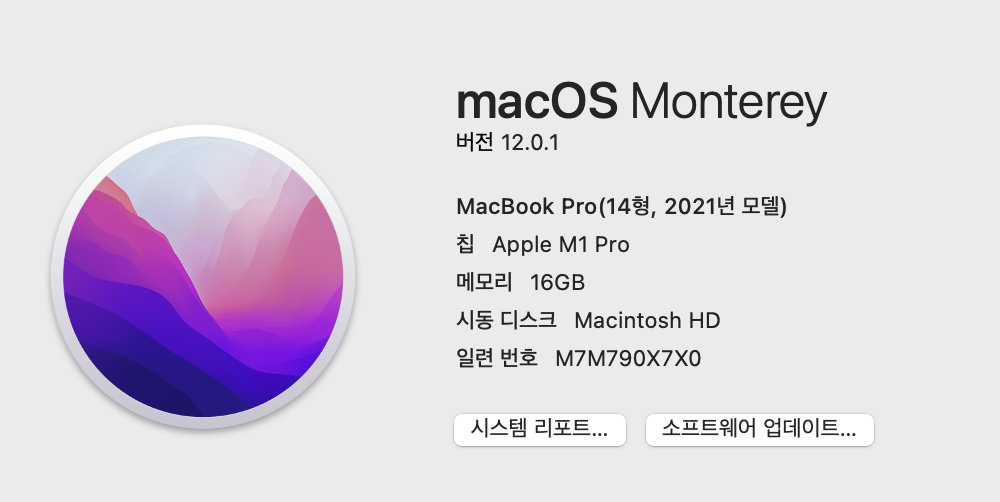 macOS Monterey
버전 12.0.1
MacBook Pro(14형, 2021년 모델)
칩 Apple M1 Pro
메모리 16GB
시동 디스크 Macintosh HD
일련 번호 M7M790X7X0
시스템 리포트... 소프트웨어 업데이트...